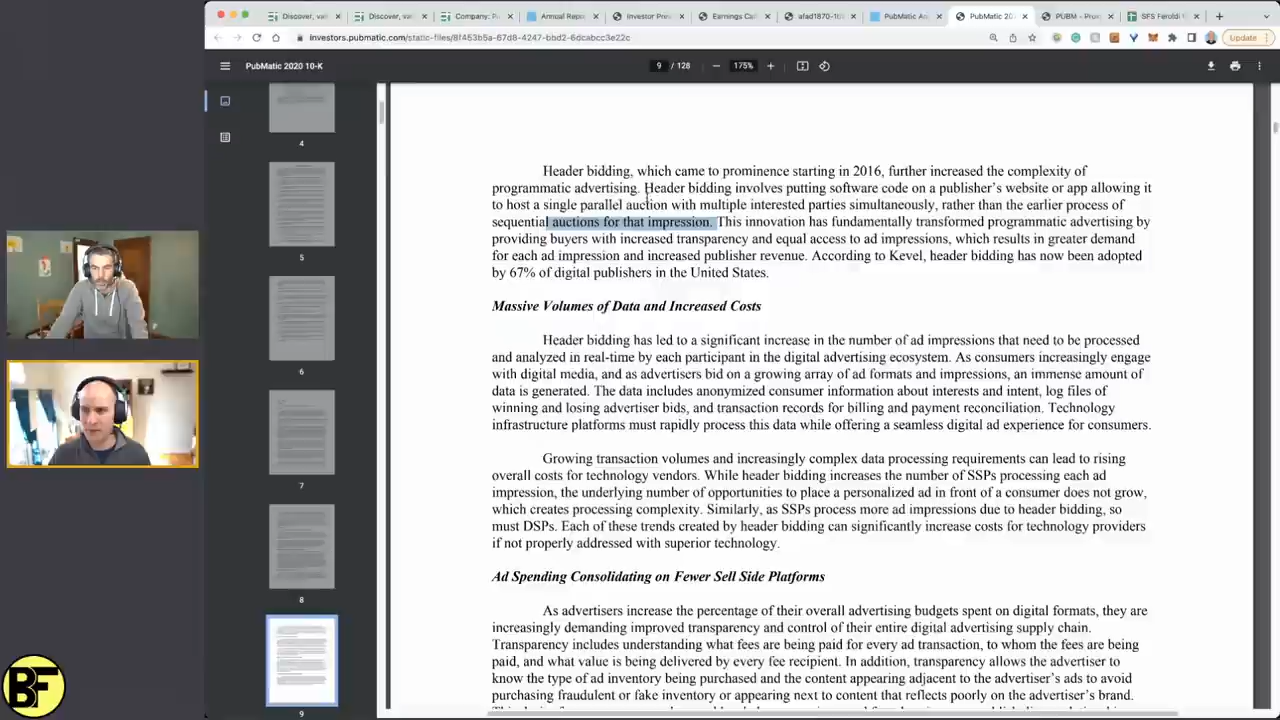 Discover, val
Discover, val
Company: P
Annual Repo
Investor Pres
Earnings Cal
PubMatic An
PubMatic 202
PUBM - Pro
SFS Feroldi
investors.pubmatic.com/static-files/8f453b5a-67d8-4247-bbd2-6dcabcc3e22c
Update
PubMatic 2020 10-K
9 / 128
175%
4
5
6
7
8
9
Header bidding, which came to prominence starting in 2016, further increased the complexity of
programmatic advertising. Header bidding involves putting software code on a publisher's website or app allowing it
to host a single parallel auction with multiple interested parties simultaneously, rather than the earlier process of
sequential auctions for that impression. This innovation has fundamentally transformed programmatic advertising by
providing buyers with increased transparency and equal access to ad impressions, which results in greater demand
for each ad impression and increased publisher revenue. According to Kevel, header bidding has now been adopted
by 67% of digital publishers in the United States.
Massive Volumes of Data and Increased Costs
Header bidding has led to a significant increase in the number of ad impressions that need to be processed
and analyzed in real-time by each participant in the digital advertising ecosystem. As consumers increasingly engage
with digital media, and as advertisers bid on a growing array of ad formats and impressions, an immense amount of
data is generated. The data includes anonymized consumer information about interests and intent, log files of
winning and losing advertiser bids, and transaction records for billing and payment reconciliation. Technology
infrastructure platforms must rapidly process this data while offering a seamless digital ad experience for consumers.
Growing transaction volumes and increasingly complex data processing requirements can lead to rising
overall costs for technology vendors. While header bidding increases the number of SSPs processing each ad
impression, the underlying number of opportunities to place a personalized ad in front of a consumer does not grow,
which creates processing complexity. Similarly, as SSPs process more ad impressions due to header bidding, so
must DSPs. Each of these trends created by header bidding can significantly increase costs for technology providers
if not properly addressed with superior technology.
Ad Spending Consolidating on Fewer Sell Side Platforms
As advertisers increase the percentage of their overall advertising budgets spent on digital formats, they are
increasingly demanding improved transparency and control of their entire digital advertising supply chain.
Transparency includes understanding what fees are being paid for every ad transaction, to whom the fees are being
paid, and what value is being delivered by every fee recipient. In addition, transparency allows the advertiser to
know the type of ad inventory being purchased and the content appearing adjacent to the advertiser's ads to avoid
purchasing fraudulent or fake inventory or appearing next to content that reflects poorly on the advertiser's brand.
BF